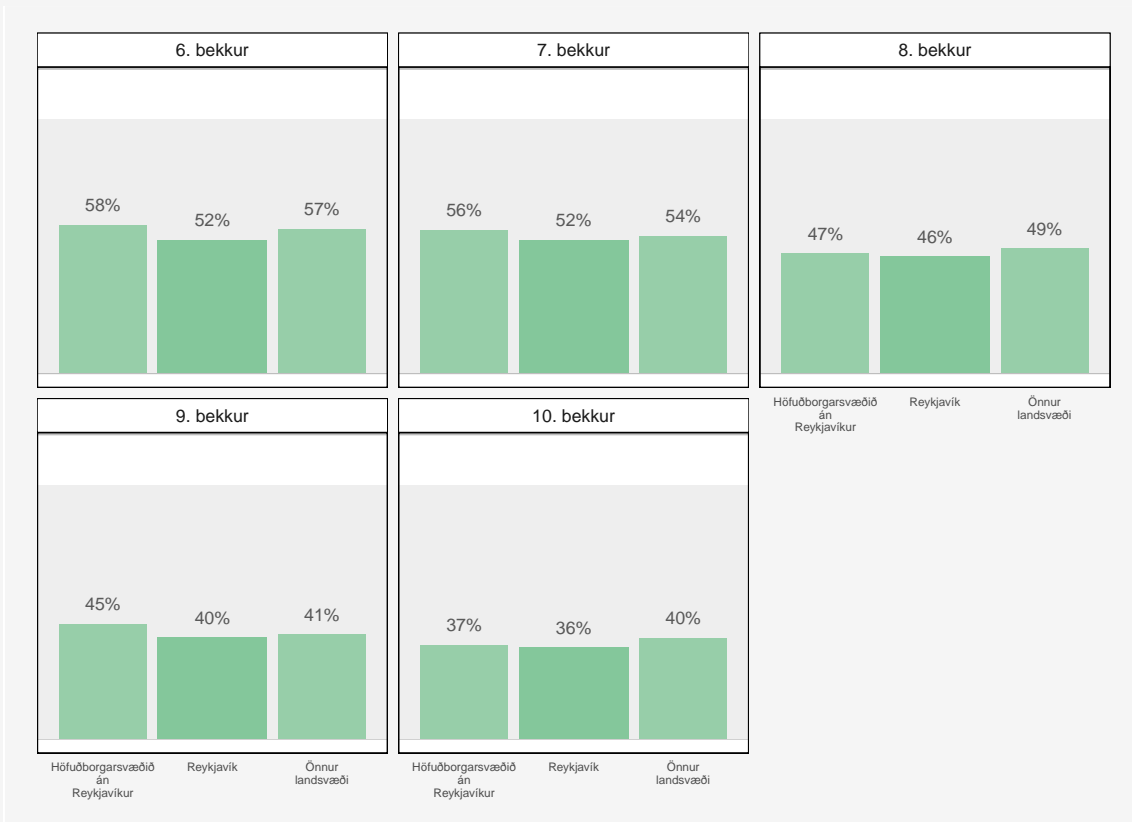 6. bekkur
7. bekkur
8. bekkur
58%
52%
57%
56%
52%
54%
47%
46%
49%
Höfuðborgarsvæðið
án
Reykjavíkur
Reykjavík
Önnur
landsvæði
9. bekkur
10. bekkur
45%
40%
41%
37%
36%
40%
Höfuðborgarsvæðið
án
Reykjavíkur
Reykjavík
Önnur
landsvæði
Höfuðborgarsvæðið
án
Reykjavíkur
Reykjavík
Önnur
landsvæði